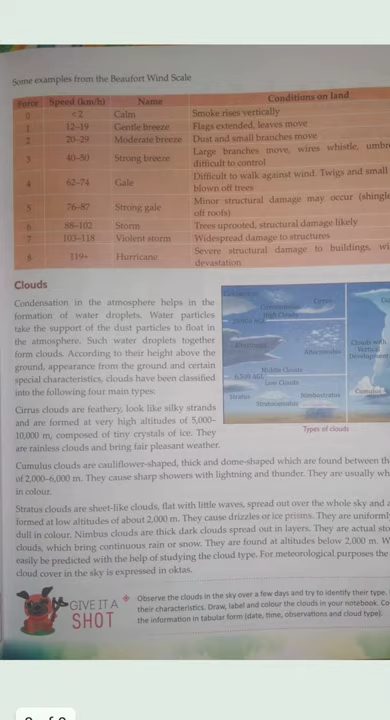 Some examples from the Beaufort Wind Scale
Force Speed (km/h) Name Conditions on land
0 <2 Calm Smoke rises vertically
1 12–19 Gentle breeze Flags extended, leaves move
2 20–29 Moderate breeze Dust and small branches move
3 40–50 Strong breeze Large branches move, wires whistle, umbr
difficult to control
4 62–74 Gale Difficult to walk against wind. Twigs and small
blown off trees
5 76–87 Strong gale Minor structural damage may occur (shingle
off roofs)
6 88–102 Storm Trees uprooted, structural damage likely
7 103–118 Violent storm Widespread damage to structures
8 119+ Hurricane Severe structural damage to buildings, wi
devastation
Clouds
Condensation in the atmosphere helps in the
formation of water droplets. Water particles
take the support of the dust particles to float in
the atmosphere. Such water droplets together
form clouds. According to their height above the
ground, appearance from the ground and certain
special characteristics, clouds have been classified
into the following four main types:
Cirrus clouds are feathery, look like silky strands
and are formed at very high altitudes of 5,000–
10,000 m, composed of tiny crystals of ice. They
are rainless clouds and bring fair pleasant weather.
Cirrus
High Clouds
Altocumulus
Middle Clouds
6,500 AGL
Low Clouds
Stratus
Nimbostratus
Stratocumulus
Clouds with
Vertical
Development
Cumulus
Types of clouds
Cumulus clouds are cauliflower-shaped, thick and dome-shaped which are found between th
of 2,000–6,000 m. They cause sharp showers with lightning and thunder. They are usually wh
in colour.
Stratus clouds are sheet-like clouds, flat with little waves, spread out over the whole sky and a
formed at low altitudes of about 2,000 m. They cause drizzles or ice prisms. They are uniforml
dull in colour. Nimbus clouds are thick dark clouds spread out in layers. They are actual sto
clouds, which bring continuous rain or snow. They are found at altitudes below 2,000 m. W
easily be predicted with the help of studying the cloud type. For meteorological purposes the
cloud cover in the sky is expressed in oktas.
GIVE IT A
SHOT
Observe the clouds in the sky over a few days and try to identify their type.
their characteristics. Draw, label and colour the clouds in your notebook. Co
the information in tabular form (date, time, observations and cloud type).